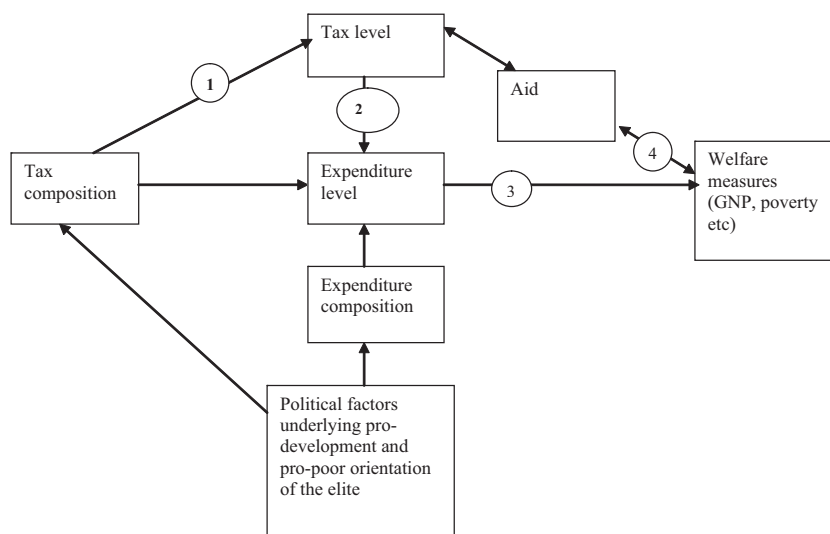 Tax level
1
2
Aid
4
Tax
composition
Expenditure
level
3
Welfare
measures
(GNP, poverty
etc)
Expenditure
composition
Political factors
underlying pro-
development and
pro-poor orientation
of the elite